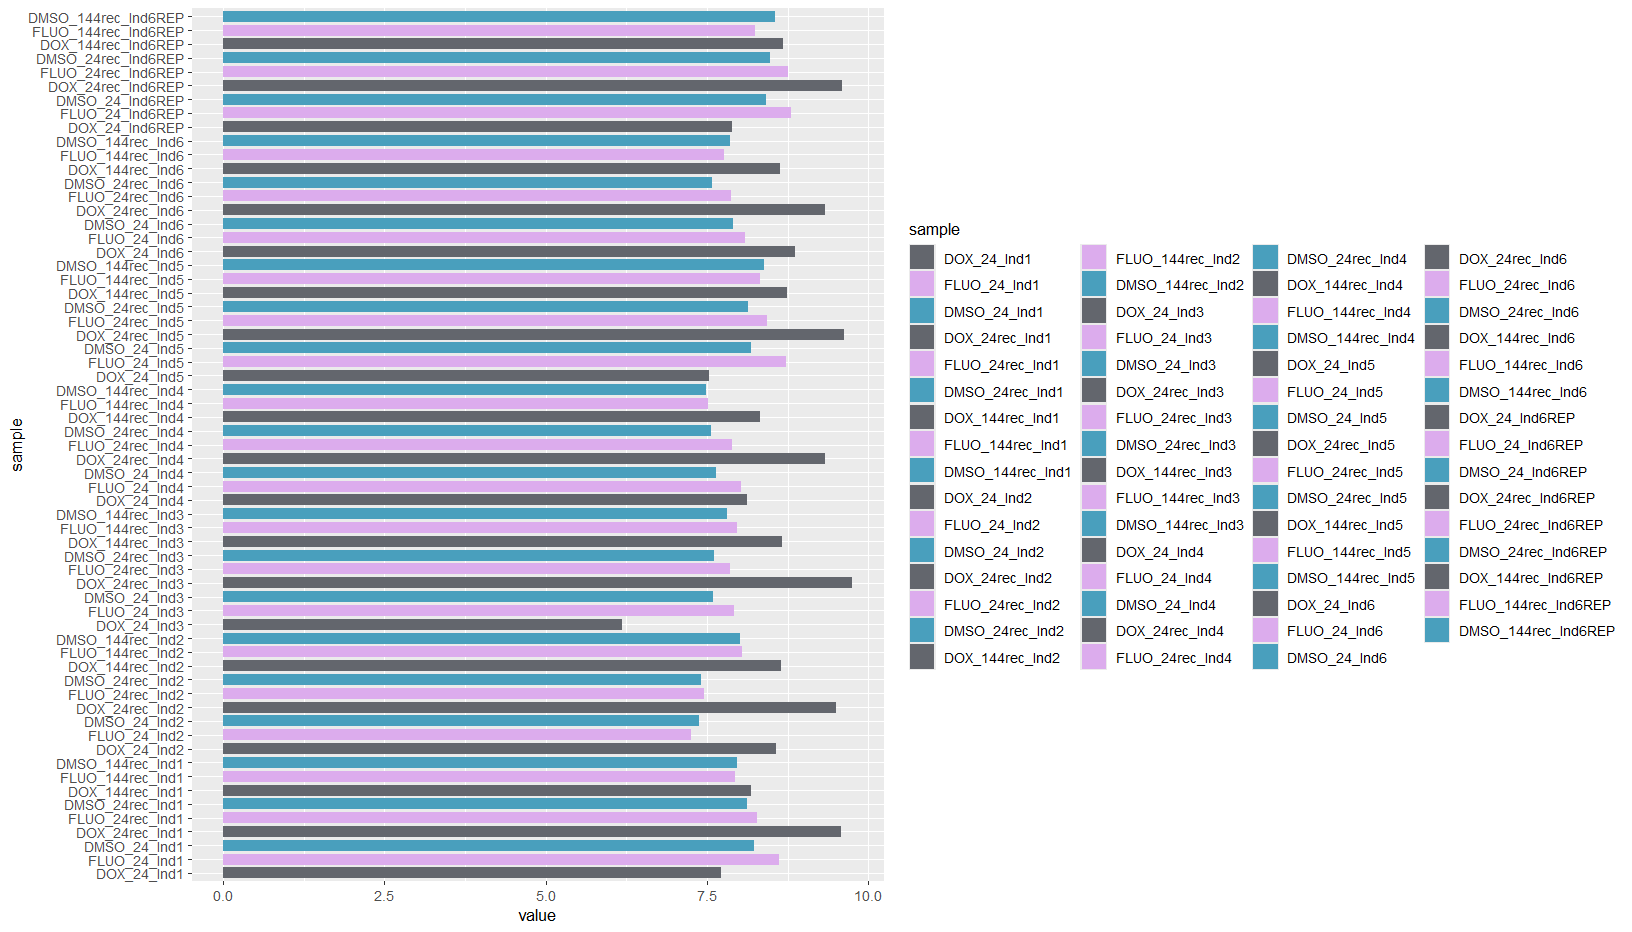 DMSO_144rec_Ind6REP
FLUO_144rec_Ind6REP
DOX_144rec_Ind6REP
DMSO_24rec_Ind6REP
FLUO_24rec_Ind6REP
DOX_24rec_Ind6REP
DMSO_24_Ind6REP
FLUO_24_Ind6REP
DOX_24_Ind6REP
DMSO_144rec_Ind6
FLUO_144rec_Ind6
DOX_144rec_Ind6
DMSO_24rec_Ind6
FLUO_24rec_Ind6
DOX_24rec_Ind6
DMSO_24_Ind6
FLUO_24_Ind6
DOX_24_Ind6
DMSO_144rec_Ind5
FLUO_144rec_Ind5
DOX_144rec_Ind5
DMSO_24rec_Ind5
FLUO_24rec_Ind5
DOX_24rec_Ind5
DMSO_24_Ind5
FLUO_24_Ind5
DOX_24_Ind5
DMSO_144rec_Ind4
FLUO_144rec_Ind4
DOX_144rec_Ind4
DMSO_24rec_Ind4
FLUO_24rec_Ind4
DOX_24rec_Ind4
DMSO_24_Ind4
FLUO_24_Ind4
DOX_24_Ind4
DMSO_144rec_Ind3
FLUO_144rec_Ind3
DOX_144rec_Ind3
DMSO_24rec_Ind3
FLUO_24rec_Ind3
DOX_24rec_Ind3
DMSO_24_Ind3
FLUO_24_Ind3
DOX_24_Ind3
DMSO_144rec_Ind2
FLUO_144rec_Ind2
DOX_144rec_Ind2
DMSO_24rec_Ind2
FLUO_24rec_Ind2
DOX_24rec_Ind2
DMSO_24_Ind2
FLUO_24_Ind2
DOX_24_Ind2
DMSO_144rec_Ind1
FLUO_144rec_Ind1
DOX_144rec_Ind1
DMSO_24rec_Ind1
FLUO_24rec_Ind1
DOX_24rec_Ind1
DMSO_24_Ind1
FLUO_24_Ind1
DOX_24_Ind1
sample
0.0 2.5 5.0 7.5 10.0
value
sample
DOX_24_Ind1
FLUO_24_Ind1
DMSO_24_Ind1
DOX_24rec_Ind1
FLUO_24rec_Ind1
DMSO_24rec_Ind1
DOX_144rec_Ind1
FLUO_144rec_Ind1
DMSO_144rec_Ind1
DOX_24_Ind2
FLUO_24_Ind2
DMSO_24_Ind2
DOX_24rec_Ind2
FLUO_24rec_Ind2
DMSO_24rec_Ind2
DOX_144rec_Ind2
FLUO_144rec_Ind2
DMSO_144rec_Ind2
DOX_24_Ind3
FLUO_24_Ind3
DMSO_24_Ind3
DOX_24rec_Ind3
FLUO_24rec_Ind3
DMSO_24rec_Ind3
DOX_144rec_Ind3
FLUO_144rec_Ind3
DMSO_144rec_Ind3
DOX_24_Ind4
FLUO_24_Ind4
DMSO_24_Ind4
DOX_24rec_Ind4
FLUO_24rec_Ind4
DMSO_24rec_Ind4
DOX_144rec_Ind4
FLUO_144rec_Ind4
DMSO_144rec_Ind4
DOX_24_Ind5
FLUO_24_Ind5
DMSO_24_Ind5
DOX_24rec_Ind5
FLUO_24rec_Ind5
DMSO_24rec_Ind5
DOX_144rec_Ind5
FLUO_144rec_Ind5
DMSO_144rec_Ind5
DOX_24_Ind6
FLUO_24_Ind6
DMSO_24_Ind6
DOX_24rec_Ind6
FLUO_24rec_Ind6
DMSO_24rec_Ind6
DOX_144rec_Ind6
FLUO_144rec_Ind6
DMSO_144rec_Ind6
DOX_24_Ind6REP
FLUO_24_Ind6REP
DMSO_24_Ind6REP
DOX_24rec_Ind6REP
FLUO_24rec_Ind6REP
DMSO_24rec_Ind6REP
DOX_144rec_Ind6REP
FLUO_144rec_Ind6REP
DMSO_144rec_Ind6REP